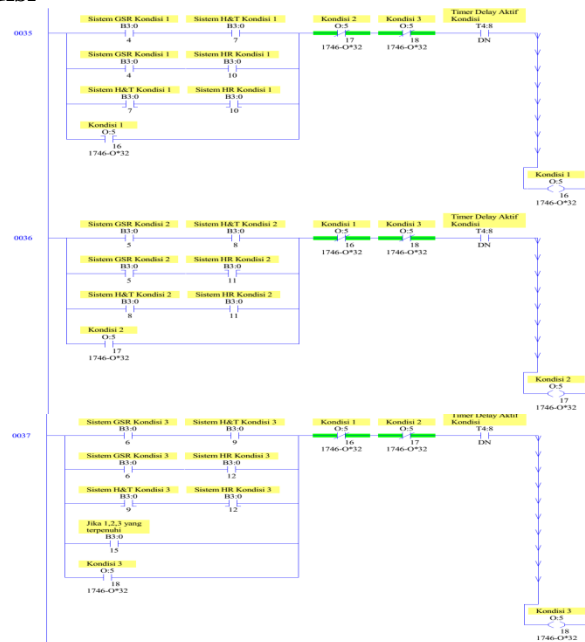 0035
Sistem GSR Kondisi 1 Sistem H&T Kondisi 1 Kondisi 2 Kondisi 3 Timer Delay Aktif
Kondisi
B3:0 B3:0 O:5 O:5 T4:8
4 7 17 18 DN
1746-O*32 1746-O*32
Sistem GSR Kondisi 1 Sistem HR Kondisi 1
B3:0 B3:0
4 10
Sistem H&T Kondisi 1 Sistem HR Kondisi 1
B3:0 B3:0
7 10
Kondisi 1
O:5
16
1746-O*32
Kondisi 1
O:5
16
1746-O*32
0036
Sistem GSR Kondisi 2 Sistem H&T Kondisi 2 Kondisi 1 Kondisi 3 Timer Delay Aktif
Kondisi
B3:0 B3:0 O:5 O:5 T4:8
5 8 16 18 DN
1746-O*32 1746-O*32
Sistem GSR Kondisi 2 Sistem HR Kondisi 2
B3:0 B3:0
5 11
Sistem H&T Kondisi 2 Sistem HR Kondisi 2
B3:0 B3:0
8 11
Kondisi 2
O:5
17
1746-O*32
Kondisi 2
O:5
17
1746-O*32
0037
Sistem GSR Kondisi 3 Sistem H&T Kondisi 3 Kondisi 1 Kondisi 2 Timer Delay Aktif
Kondisi
B3:0 B3:0 O:5 O:5 T4:8
6 9 16 17 DN
1746-O*32 1746-O*32
Sistem GSR Kondisi 3 Sistem HR Kondisi 3
B3:0 B3:0
6 12
Sistem H&T Kondisi 3 Sistem HR Kondisi 3
B3:0 B3:0
9 12
Jika 1,2,3 yang
terpenuhi
B3:0
15
Kondisi 3
O:5
18
1746-O*32
Kondisi 3
O:5
18
1746-O*32